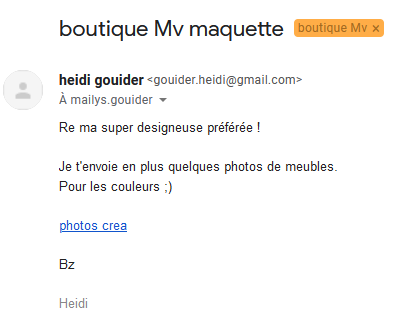 boutique Mv maquette boutique Mv ×
heidi gouider <gouider.heidi@gmail.com>
À mailys.gouider
Re ma super designeuse préférée !
Je t'envoie en plus quelques photos de meubles.
Pour les couleurs ;)
photos crea
Bz
Heidi